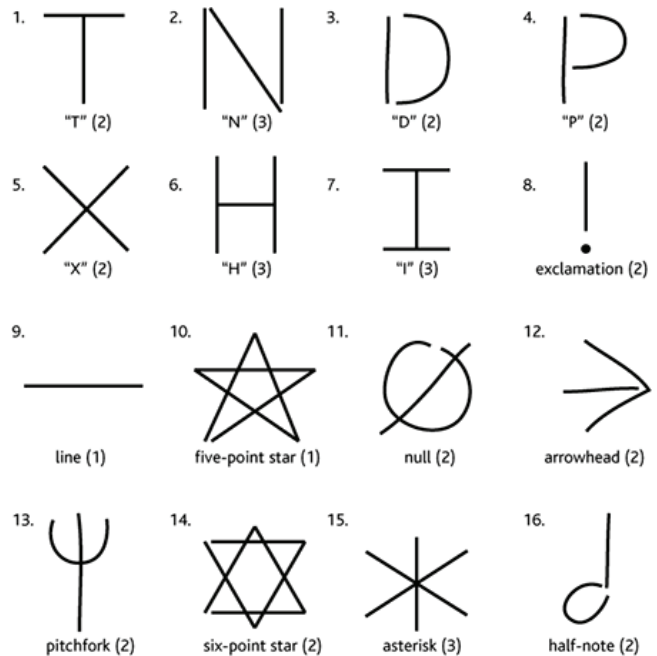 1. 2. 3. 4.
"T" (2) "N" (3) "D" (2) "P" (2)
5. 6. 7. 8.
"X" (2) "H" (3) "I" (3) exclamation (2)
9. 10. 11. 12.
line (1) five-point star (1) null (2) arrowhead (2)
13. 14. 15. 16.
pitchfork (2) six-point star (2) asterisk (3) half-note (2)